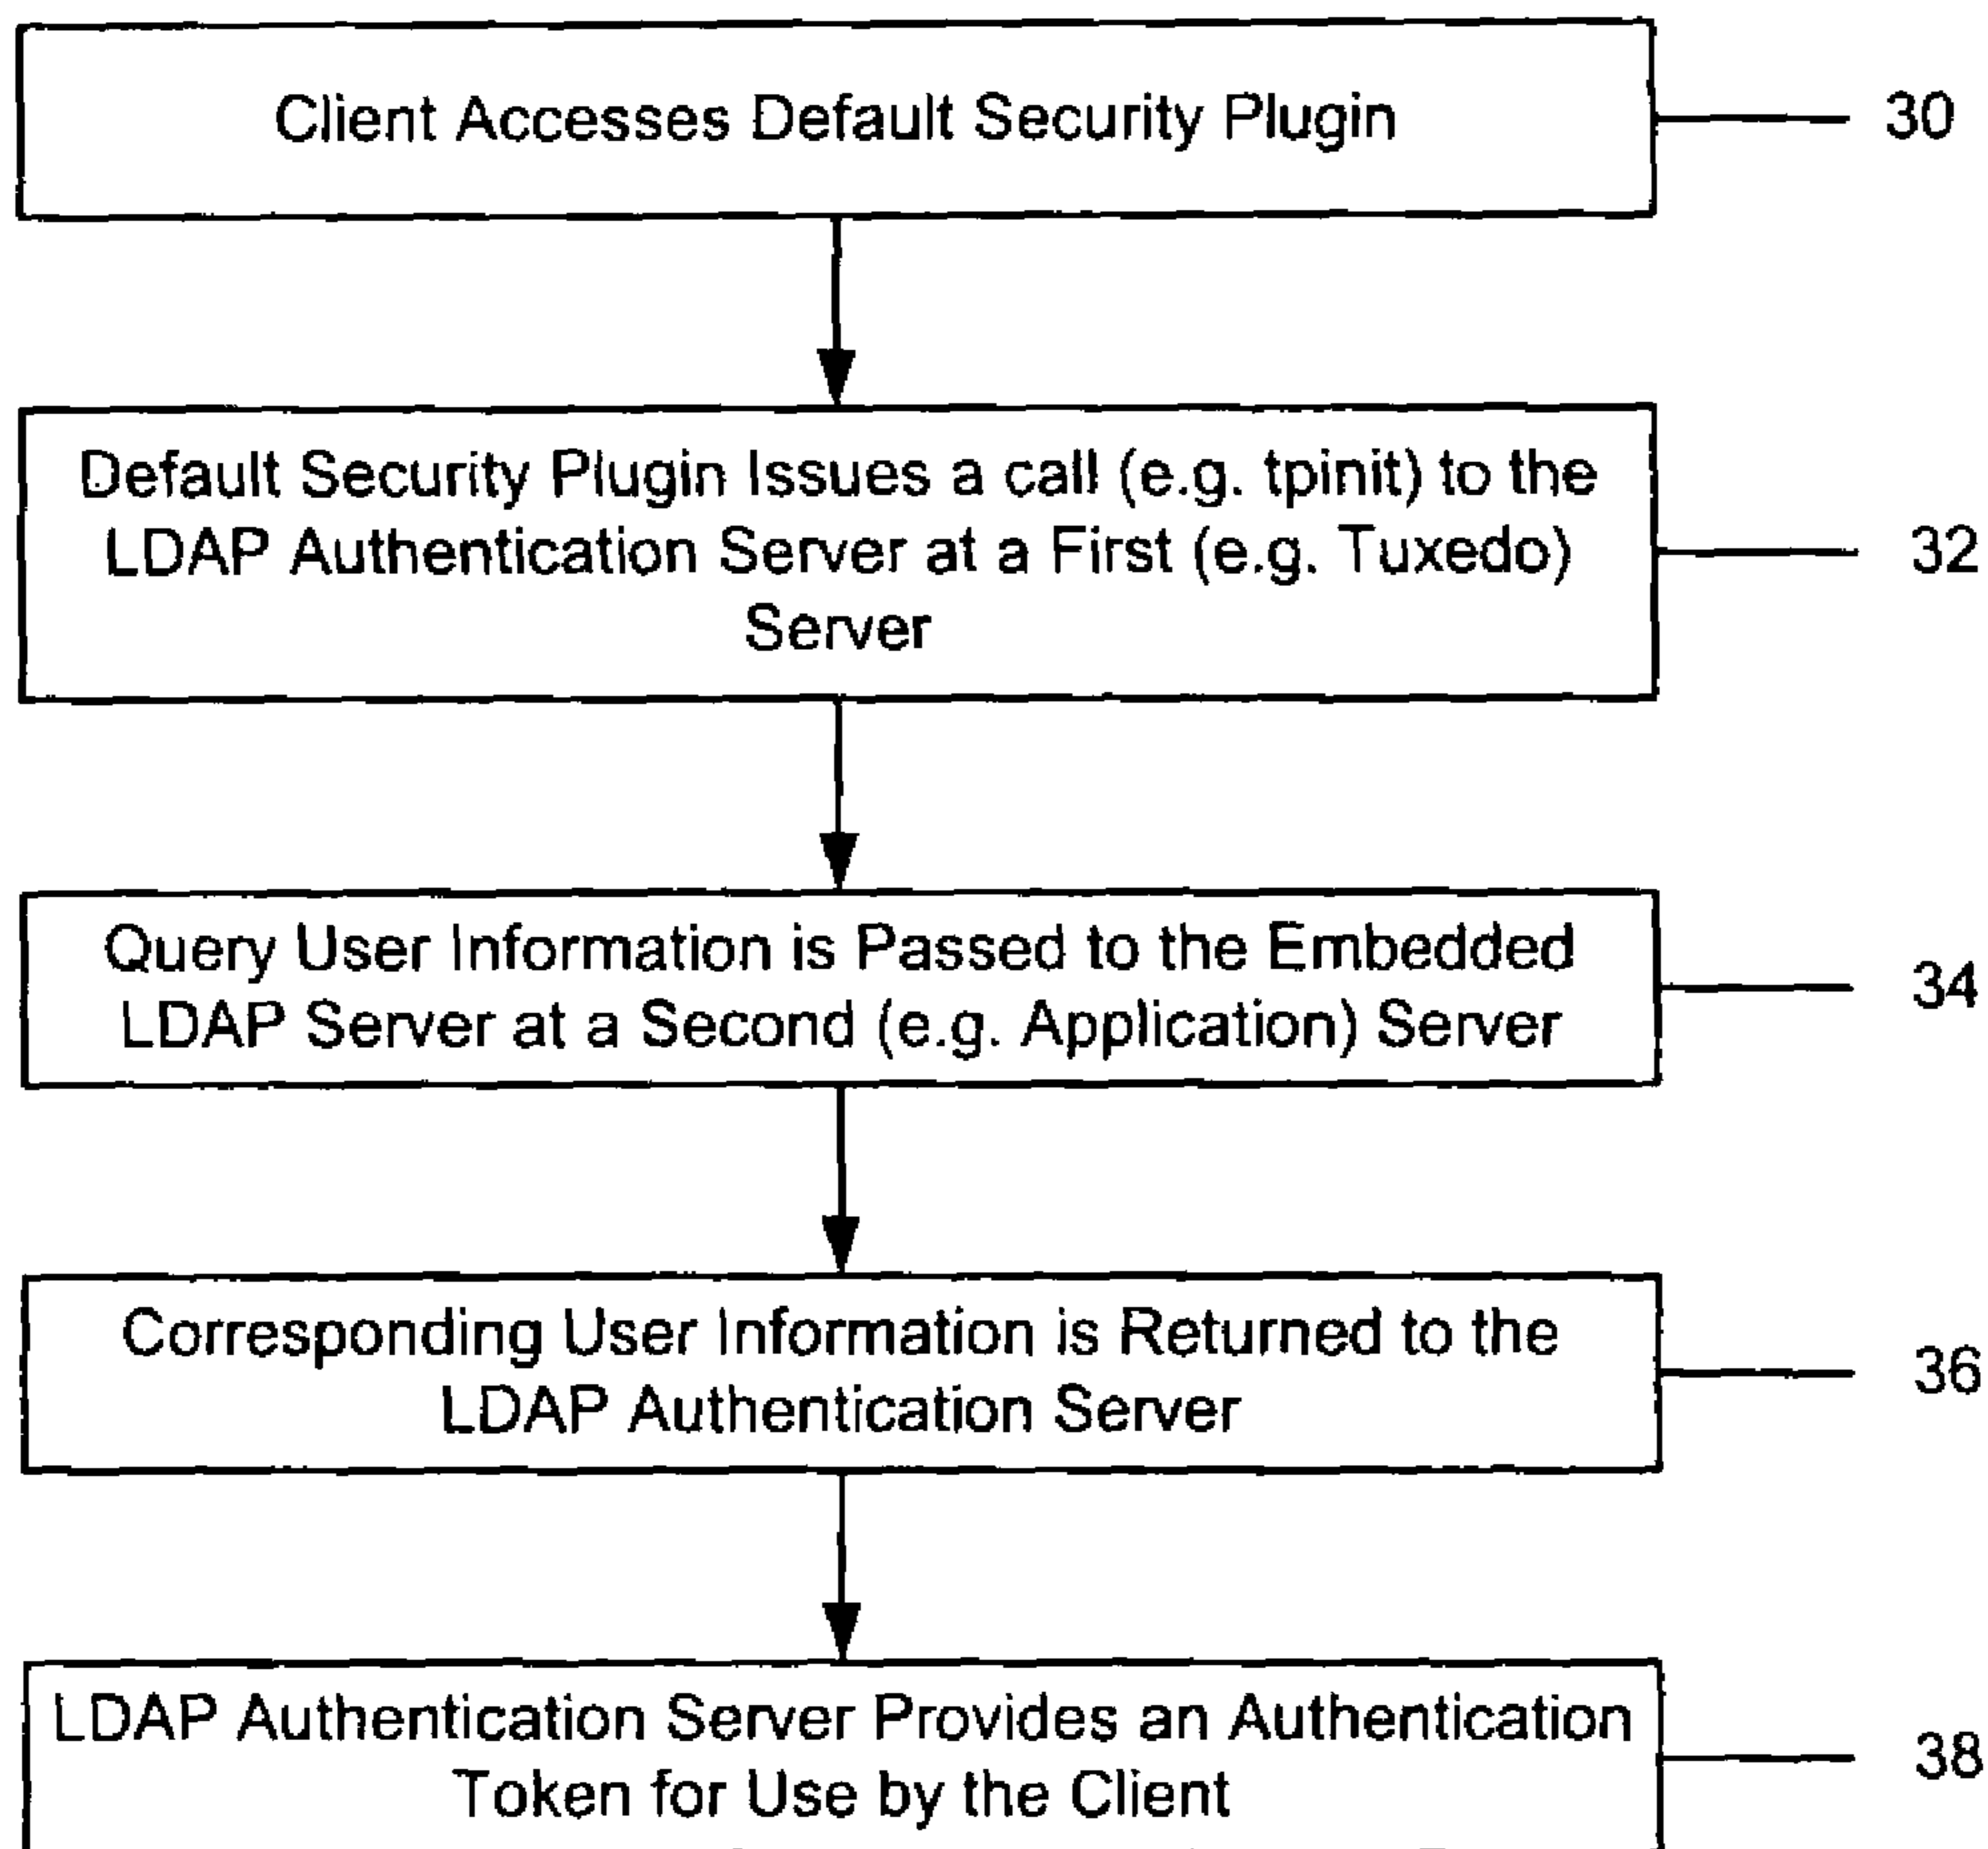 Client Accesses Default Security Plugin
30
Default Security Plugin Issues a call (e.g. tpinit) to the
LDAP Authentication Server at a First (e.g. Tuxedo)
Server
32
Query User Information is Passed to the Embedded
LDAP Server at a Second (e.g. Application) Server
34
Corresponding User Information is Returned to the
LDAP Authentication Server
36
LDAP Authentication Server Provides an Authentication
Token for Use by the Client
38